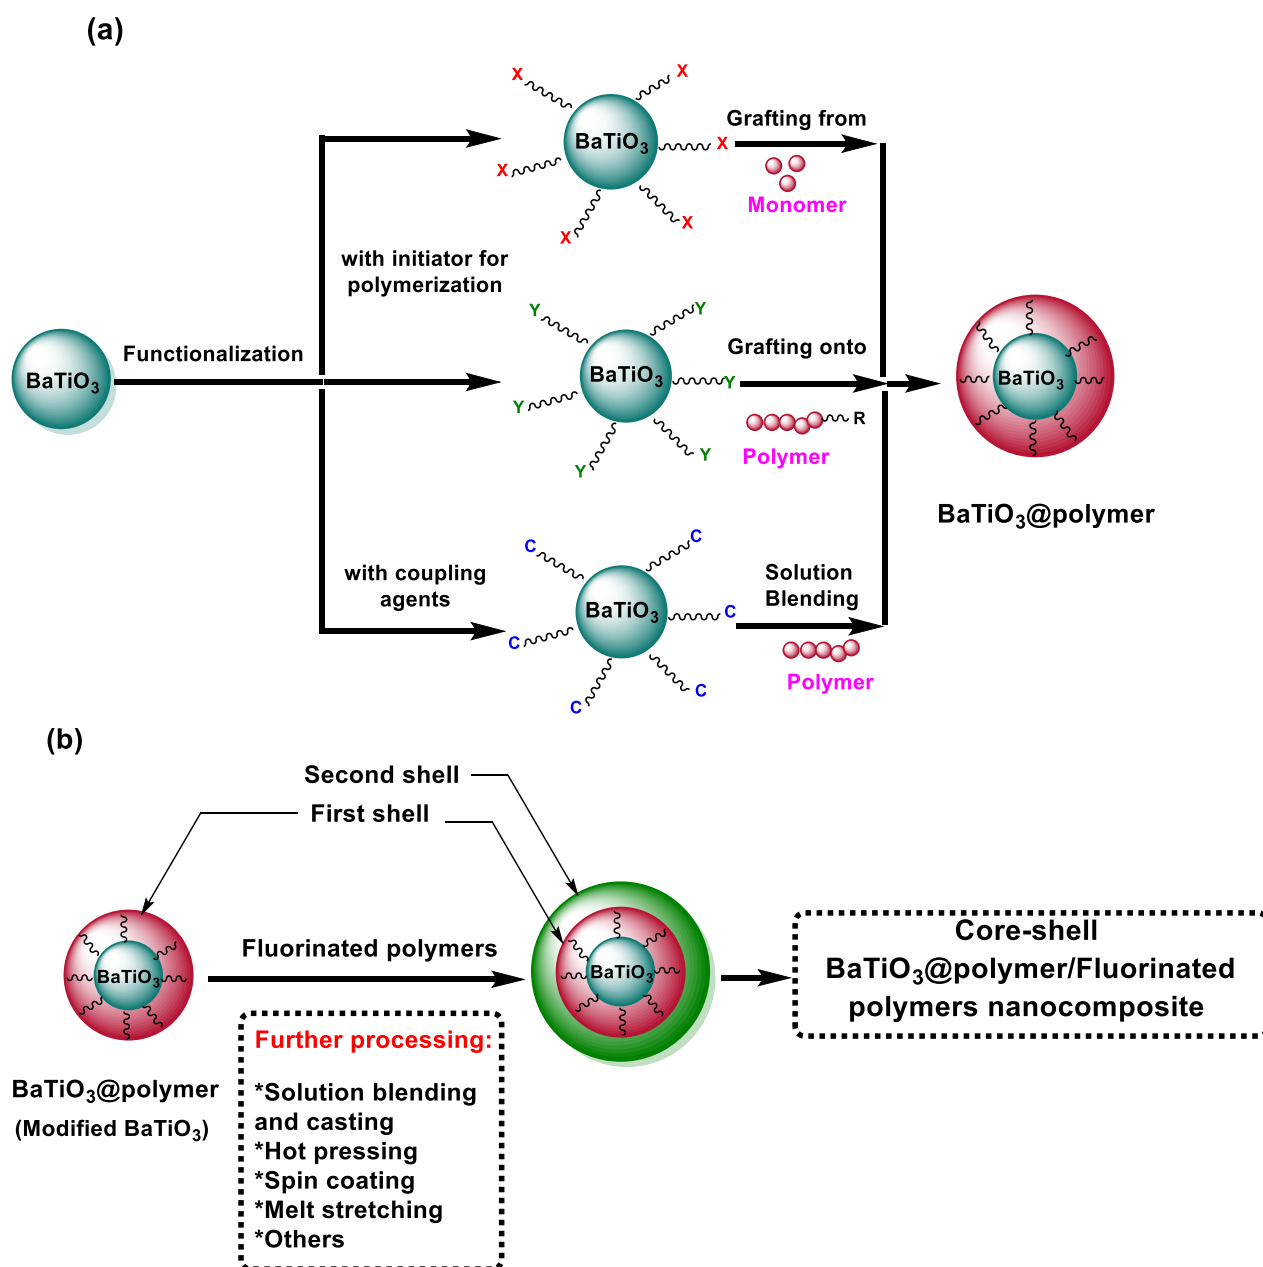 (a)
X
X
BaTiO₃
X
X
X
X
Grafting from
Monomer
with initiator for
polymerization
BaTiO₃
Functionalization
Y
Y
BaTiO₃
Y
Y
Y
Y
Grafting onto
R
Polymer
BaTiO₃
BaTiO₃@polymer
with coupling
agents
C
C
BaTiO₃
C
C
C
C
Solution
Blending
Polymer
(b)
Second shell
First shell
BaTiO₃
BaTiO₃@polymer
(Modified BaTiO₃)
Fluorinated polymers
Further processing:
*Solution blending
and casting
*Hot pressing
*Spin coating
*Melt stretching
*Others
BaTiO₃
Core-shell
BaTiO₃@polymer/Fluorinated
polymers nanocomposite